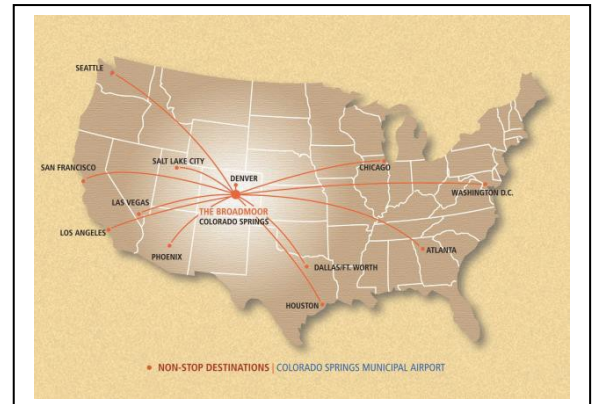 SEATTLE
SAN FRANCISCO
SALT LAKE CITY
DENVER
CHICAGO
WASHINGTON D.C.
LAS VEGAS
THE BROADMOOR
COLORADO SPRINGS
LOS ANGELES
PHOENIX
ATLANTA
DALLAS/FT. WORTH
HOUSTON
NON-STOP DESTINATIONS | COLORADO SPRINGS MUNICIPAL AIRPORT